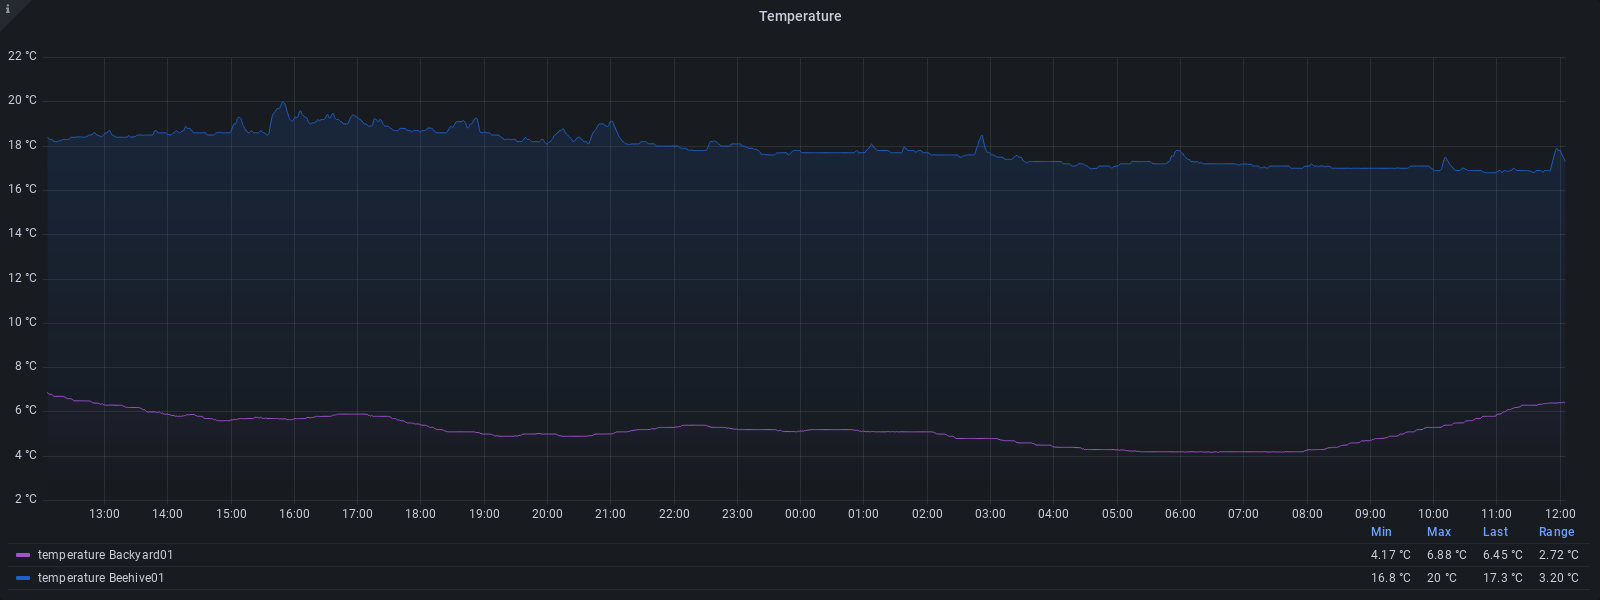 i
Temperature
22 °C
20 °C
18 °C
16 °C
14 °C
12 °C
10 °C
8 °C
6 °C
4 °C
2 °C
13:00 14:00 15:00 16:00 17:00 18:00 19:00 20:00 21:00 22:00 23:00 00:00 01:00 02:00 03:00 04:00 05:00 06:00 07:00 08:00 09:00 10:00 11:00 12:00
Min Max Last Range
temperature Backyard01 4.17 °C 6.88 °C 6.45 °C 2.72 °C
temperature Beehive01 16.8 °C 20 °C 17.3 °C 3.20 °C